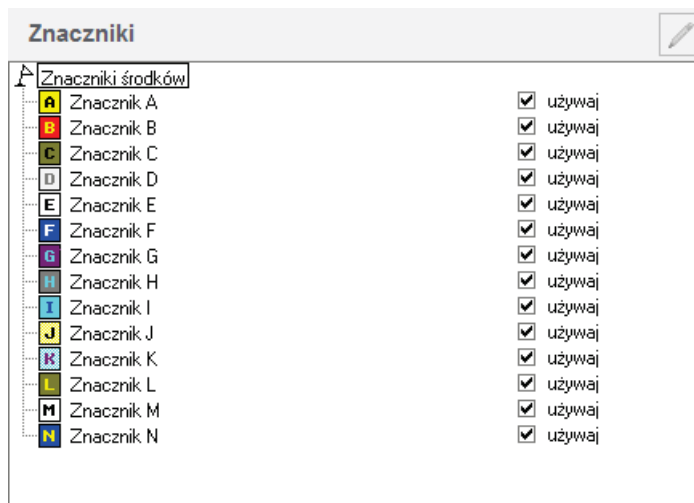 Znaczniki
Znaczniki środków
A Znacznik A używaj
B Znacznik B używaj
C Znacznik C używaj
D Znacznik D używaj
E Znacznik E używaj
F Znacznik F używaj
G Znacznik G używaj
H Znacznik H używaj
I Znacznik I używaj
J Znacznik J używaj
K Znacznik K używaj
L Znacznik L używaj
M Znacznik M używaj
N Znacznik N używaj